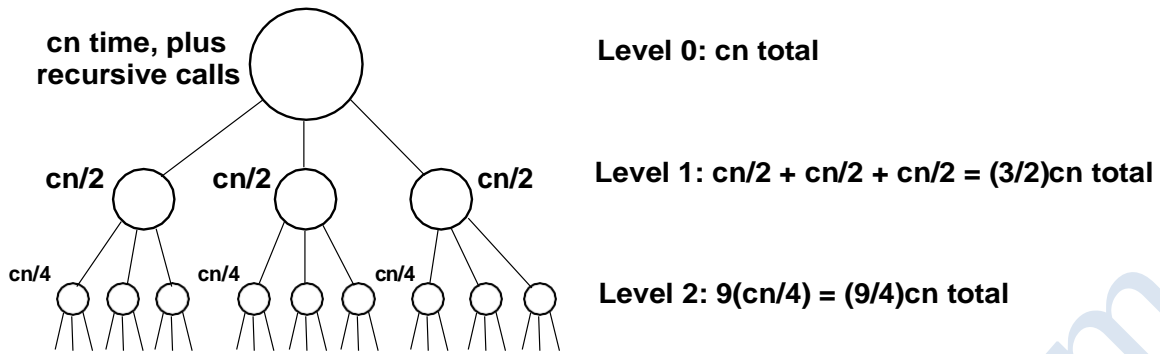 cn time, plus
recursive calls
Level 0: cn total
cn/2
cn/2
cn/2
Level 1: cn/2 + cn/2 + cn/2 = (3/2)cn total
cn/4
cn/4
cn/4
Level 2: 9(cn/4) = (9/4)cn total